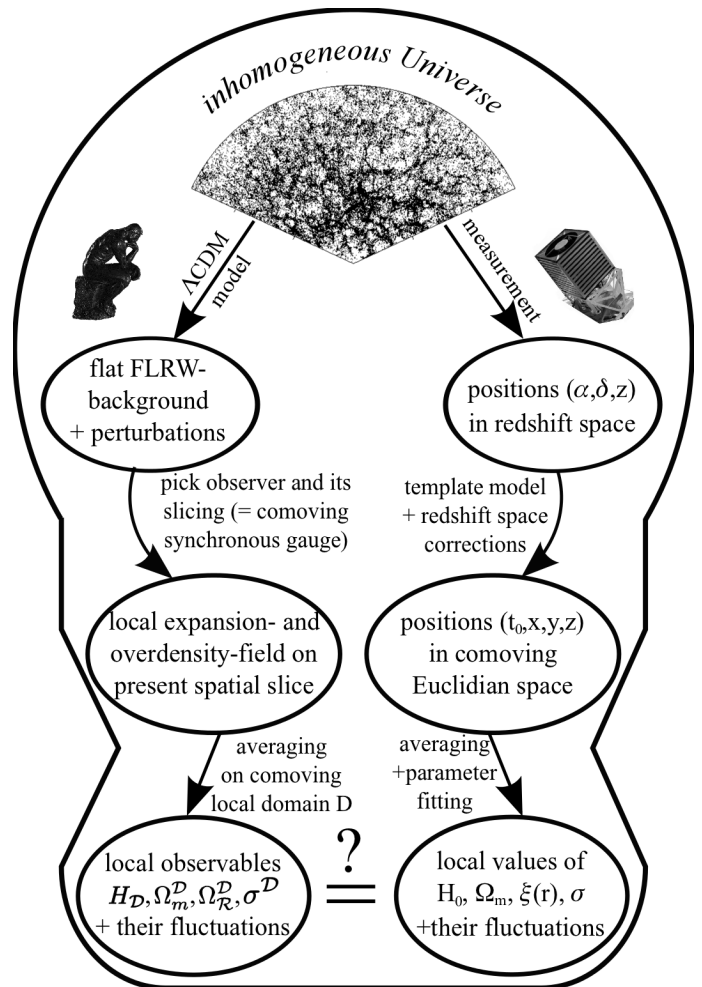 inhomogeneous Universe
ΛCDM
model
measurement
flat FLRW-
background
+ perturbations
positions (α,δ,z)
in redshift space
pick observer and its
slicing (= comoving
synchronous gauge)
template model
+ redshift space
corrections
local expansion- and
overdensity-field on
present spatial slice
positions (t₀,x,y,z)
in comoving
Euclidian space
averaging
on comoving
local domain D
averaging
+parameter
fitting
local observables
H_𝒟,Ω_m^𝒟,Ω_ℛ^𝒟,σ^𝒟
+ their fluctuations
?
=
local values of
H₀, Ω_m, ξ(r), σ
+their fluctuations